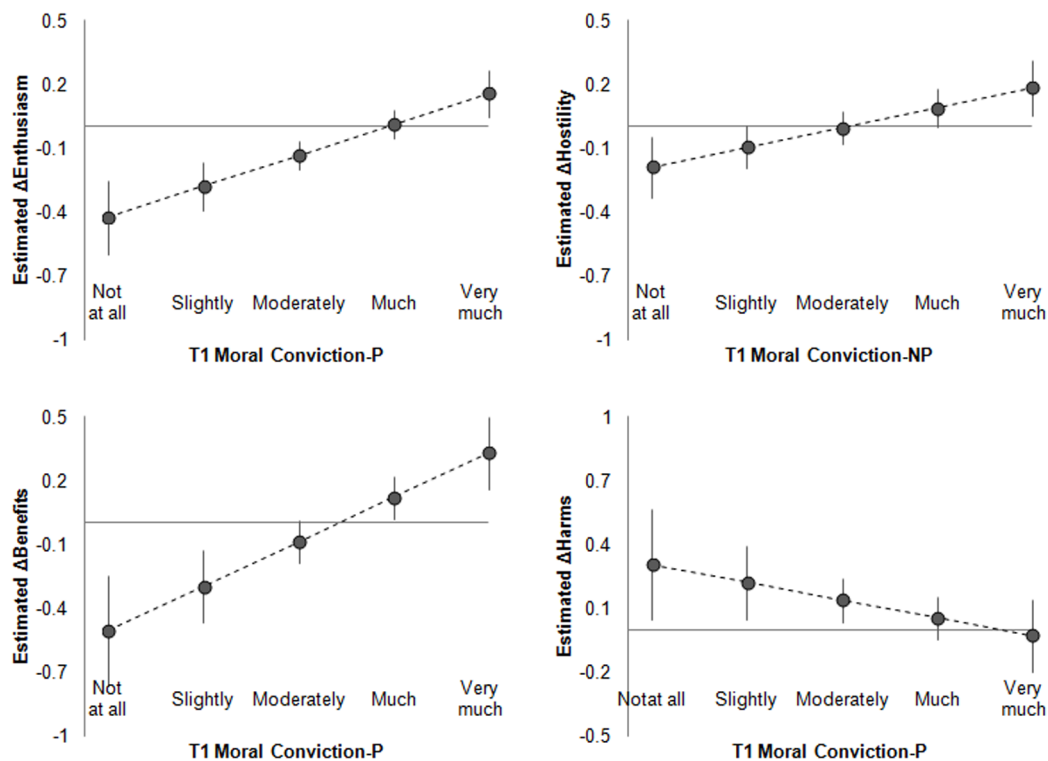 0.5
0.2
-0.1
-0.4
-0.7
-1
Estimated ΔEnthusiasm
Not
at all
Slightly
Moderately
Much
Very
much
T1 Moral Conviction-P
0.5
0.2
-0.1
-0.4
-0.7
-1
Estimated ΔHostility
Not
at all
Slightly
Moderately
Much
Very
much
T1 Moral Conviction-NP
0.5
0.2
-0.1
-0.4
-0.7
-1
Estimated ΔBenefits
Not
at all
Slightly
Moderately
Much
Very
much
T1 Moral Conviction-P
1
0.7
0.4
0.1
-0.2
-0.5
Estimated ΔHarms
Notat all
Slightly
Moderately
Much
Very
much
T1 Moral Conviction-P